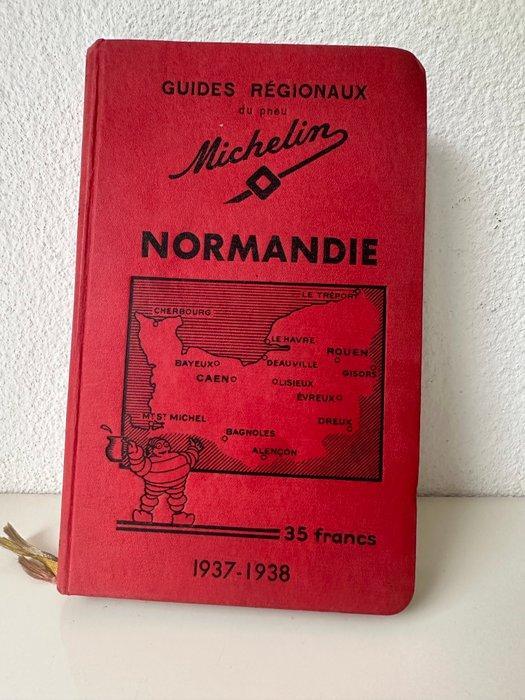 GUIDES RÉGIONAUX
du pneu
Michelin
NORMANDIE
LE TRÉPORT
CHERBOURG
LE HAVRE
ROUEN
BAYEUX
DEAUVILLE
GISORS
CAEN
LISIEUX
ÉVREUX
MT ST MICHEL
DREUX
BAGNOLES
ALENÇON
35 francs
1937-1938